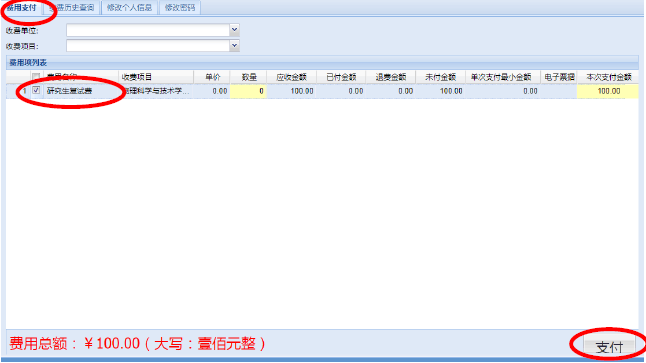 费用支付 缴费历史查询 修改个人信息 修改密码
收费单位:
收费项目:
费用项列表
费用名称 收费项目 单价 数量 应收金额 已付金额 退费金额 未付金额 单次支付最小金额 电子票据 本次支付金额
1 研究生复试费 物理科学与技术学... 0.00 0 100.00 0.00 0.00 100.00 0.00 100.00
费用总额：￥100.00（大写：壹佰元整）
支付